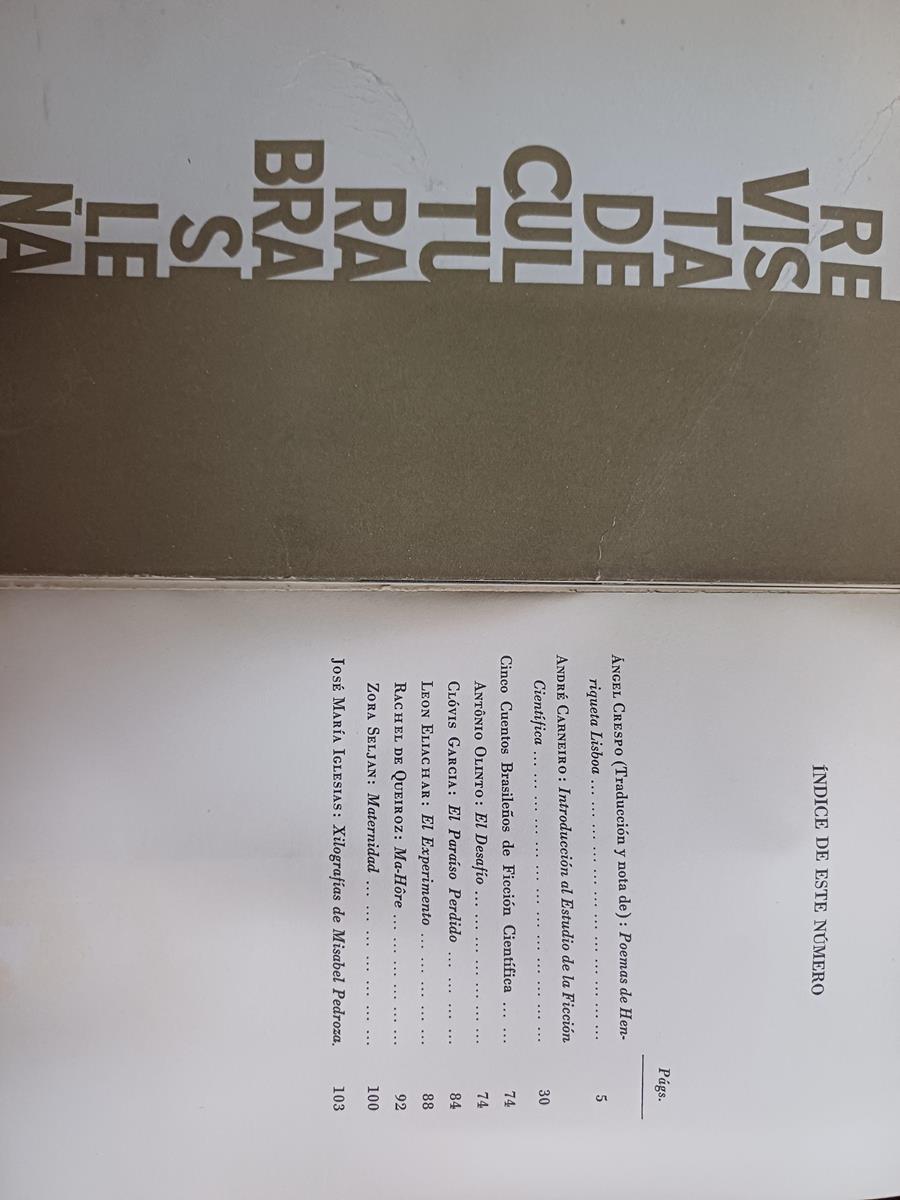 RE
VIS
TA
DE
CUL
TU
RA
BRA
SI
LE
ÑA
ÍNDICE DE ESTE NÚMERO
Págs.
ÁNGEL CRESPO (Traducción y nota de): Poemas de Hen-
riqueta Lisboa ... ... ... ... ... ... ... ... ... ... 5
ANDRÉ CARNEIRO: Introducción al Estudio de la Ficción
Científica ... ... ... ... ... ... ... ... ... ... ... 30
Cinco Cuentos Brasileños de Ficción Científica ... ... 74
ANTÔNIO OLINTO: El Desafío ... ... ... ... ... ... 74
CLÓVIS GARCIA: El Paraíso Perdido ... ... ... ... 84
LEON ELIACHAR: El Experimento ... ... ... ... ... 88
RACHEL DE QUEIROZ: Ma-Hôre ... ... ... ... ... ... 92
ZORA SELJAN: Maternidad ... ... ... ... ... ... ... 100
JOSÉ MARÍA IGLESIAS: Xilografías de Misabel Pedroza. 103